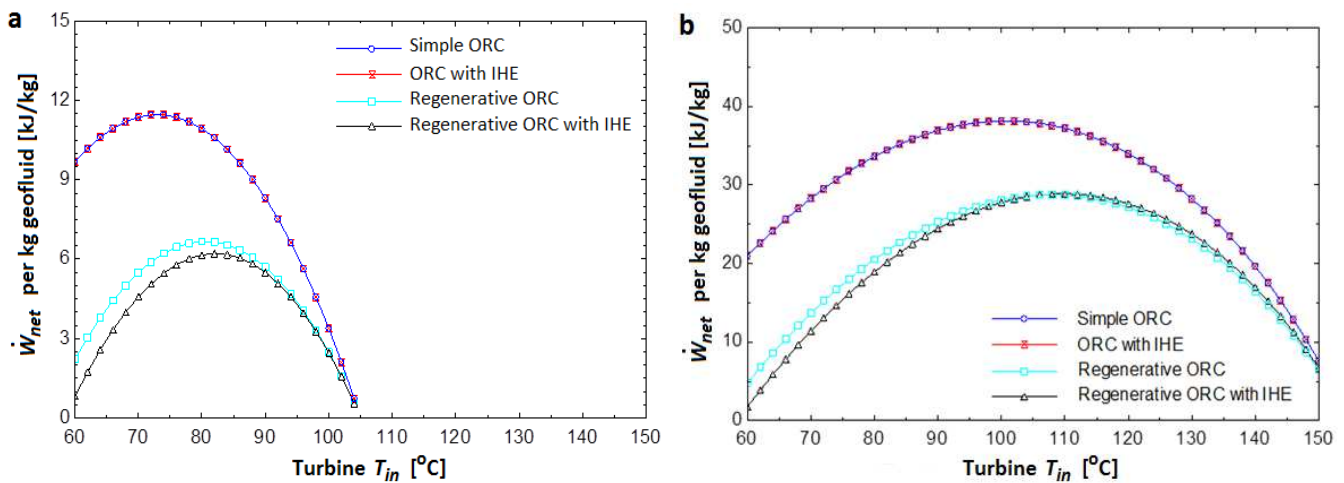 a
15
12
9
6
3
0
60 70 80 90 100 110 120 130 140 150
Ẇnet per kg geofluid [kJ/kg]
Turbine Tin [°C]
Simple ORC
ORC with IHE
Regenerative ORC
Regenerative ORC with IHE
b
50
40
30
20
10
0
60 70 80 90 100 110 120 130 140 150
Ẇnet per kg geofluid [kJ/kg]
Turbine Tin [°C]
Simple ORC
ORC with IHE
Regenerative ORC
Regenerative ORC with IHE